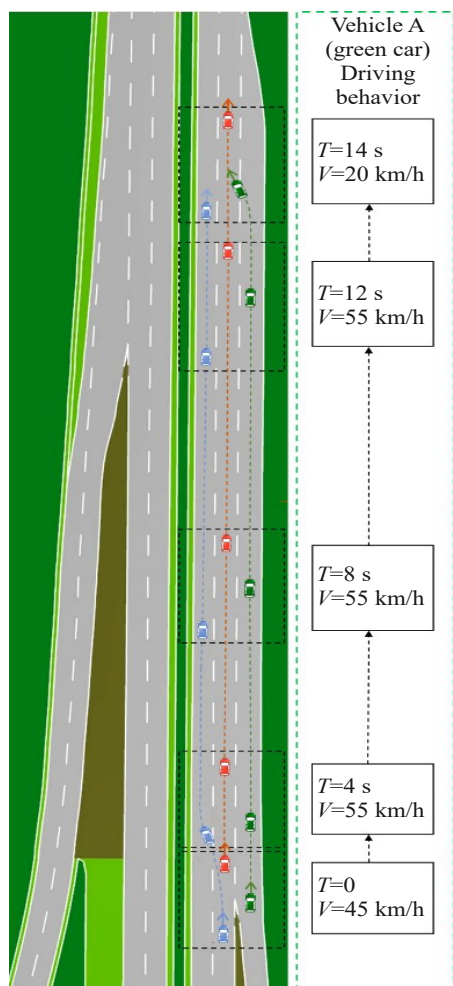 Vehicle A
(green car)
Driving
behavior
T=14 s
V=20 km/h
T=12 s
V=55 km/h
T=8 s
V=55 km/h
T=4 s
V=55 km/h
T=0
V=45 km/h